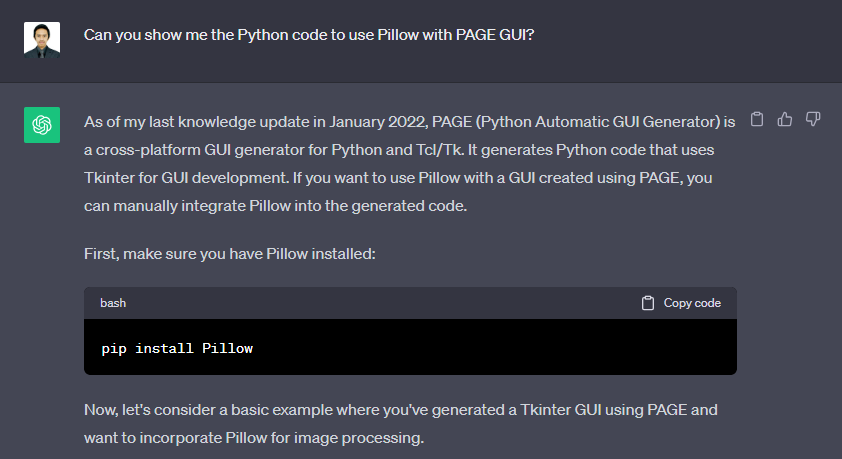 Can you show me the Python code to use Pillow with PAGE GUI?
As of my last knowledge update in January 2022, PAGE (Python Automatic GUI Generator) is
a cross-platform GUI generator for Python and Tcl/Tk. It generates Python code that uses
Tkinter for GUI development. If you want to use Pillow with a GUI created using PAGE, you
can manually integrate Pillow into the generated code.
First, make sure you have Pillow installed:
bash
Copy code
pip install Pillow
Now, let's consider a basic example where you've generated a Tkinter GUI using PAGE and
want to incorporate Pillow for image processing.